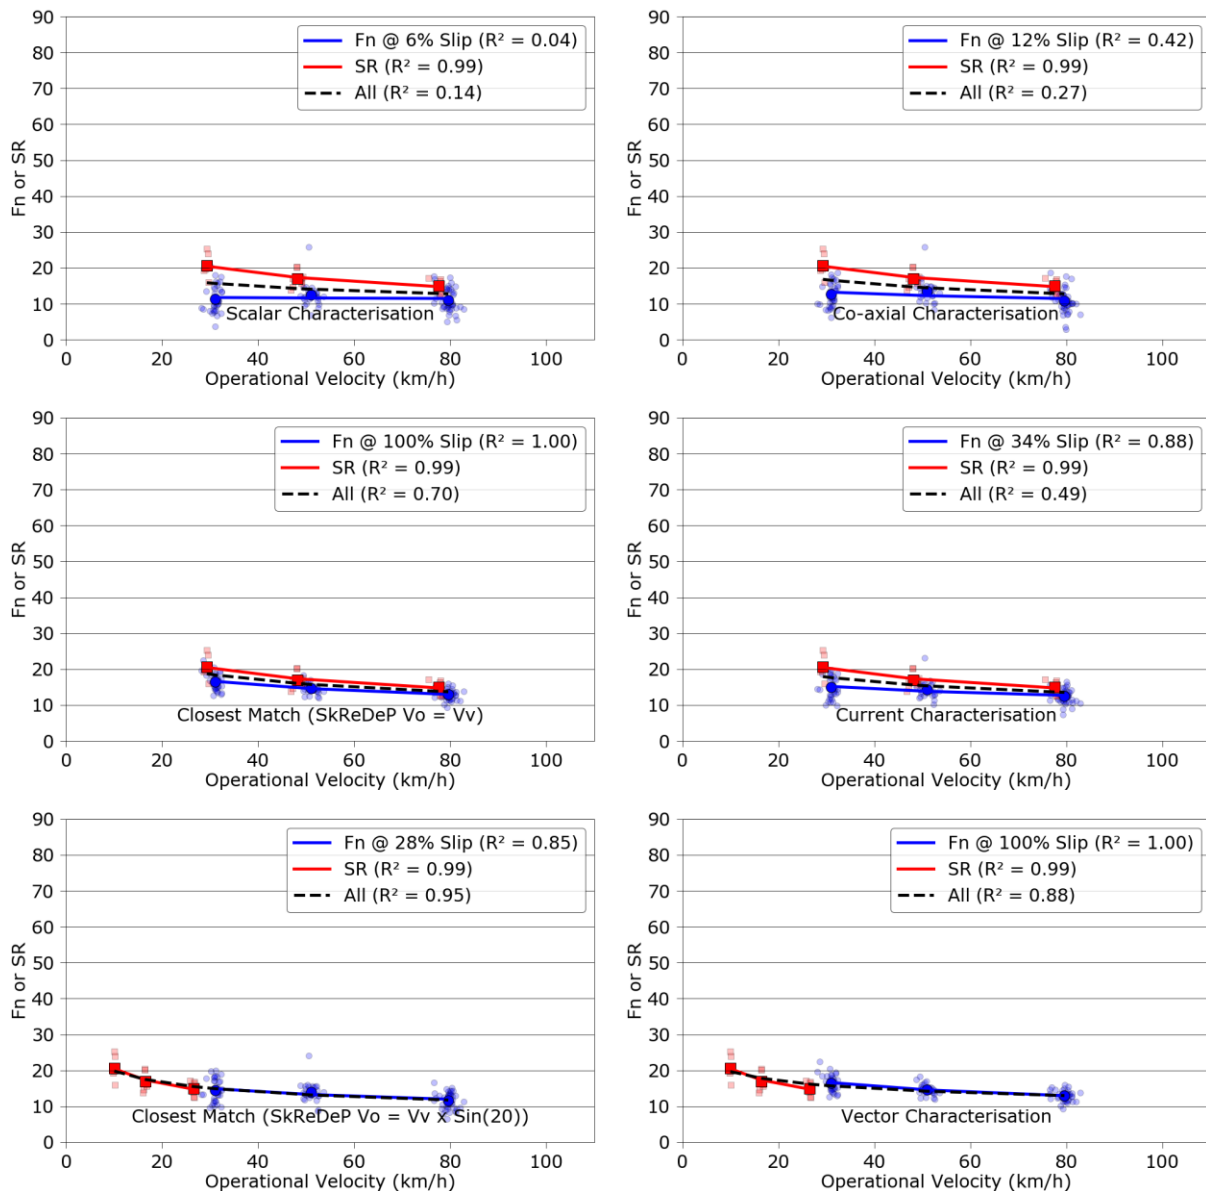 90
80
70
60
50
40
30
20
10
0
Fn or SR
Fn @ 6% Slip (R² = 0.04)
SR (R² = 0.99)
All (R² = 0.14)
Scalar Characterisation
0 20 40 60 80 100
Operational Velocity (km/h)
90
80
70
60
50
40
30
20
10
0
Fn or SR
Fn @ 12% Slip (R² = 0.42)
SR (R² = 0.99)
All (R² = 0.27)
Co-axial Characterisation
0 20 40 60 80 100
Operational Velocity (km/h)
90
80
70
60
50
40
30
20
10
0
Fn or SR
Fn @ 100% Slip (R² = 1.00)
SR (R² = 0.99)
All (R² = 0.70)
Closest Match (SkReDeP Vo = Vv)
0 20 40 60 80 100
Operational Velocity (km/h)
90
80
70
60
50
40
30
20
10
0
Fn or SR
Fn @ 34% Slip (R² = 0.88)
SR (R² = 0.99)
All (R² = 0.49)
Current Characterisation
0 20 40 60 80 100
Operational Velocity (km/h)
90
80
70
60
50
40
30
20
10
0
Fn or SR
Fn @ 28% Slip (R² = 0.85)
SR (R² = 0.99)
All (R² = 0.95)
Closest Match (SkReDeP Vo = Vv x Sin(20))
0 20 40 60 80 100
Operational Velocity (km/h)
90
80
70
60
50
40
30
20
10
0
Fn or SR
Fn @ 100% Slip (R² = 1.00)
SR (R² = 0.99)
All (R² = 0.88)
Vector Characterisation
0 20 40 60 80 100
Operational Velocity (km/h)